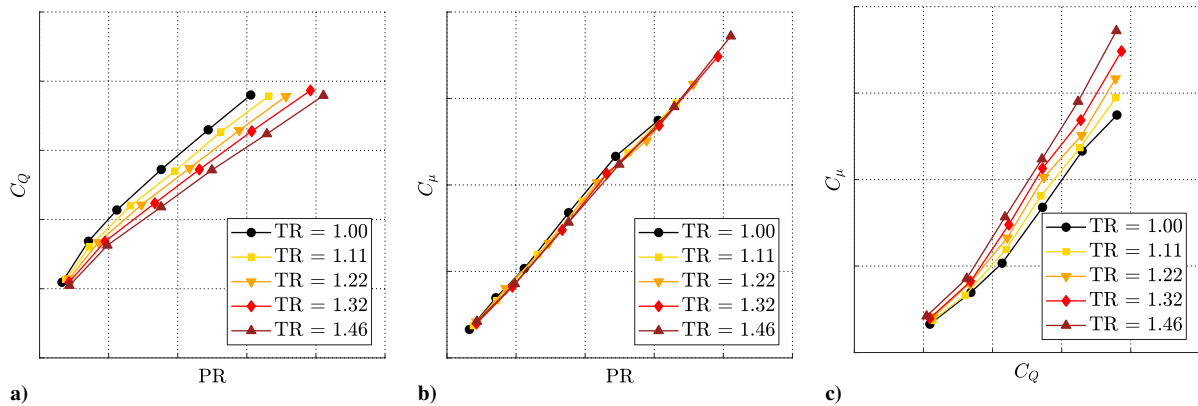 C_Q
TR = 1.00
TR = 1.11
TR = 1.22
TR = 1.32
TR = 1.46
PR
a)
C_μ
TR = 1.00
TR = 1.11
TR = 1.22
TR = 1.32
TR = 1.46
PR
b)
C_μ
TR = 1.00
TR = 1.11
TR = 1.22
TR = 1.32
TR = 1.46
C_Q
c)